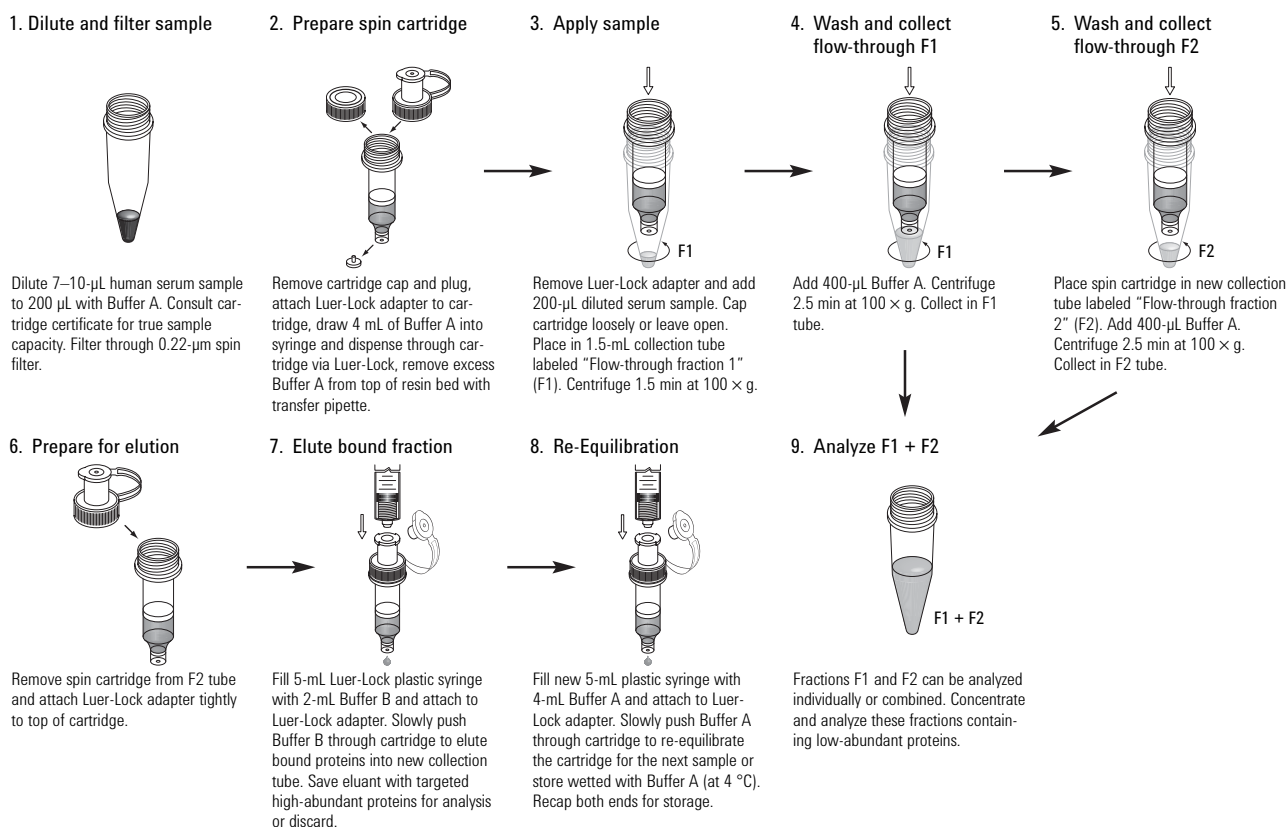 1. Dilute and filter sample
Dilute 7–10-µL human serum sample
to 200 µL with Buffer A. Consult car-
tridge certificate for true sample
capacity. Filter through 0.22-µm spin
filter.
2. Prepare spin cartridge
Remove cartridge cap and plug,
attach Luer-Lock adapter to car-
tridge, draw 4 mL of Buffer A into
syringe and dispense through car-
tridge via Luer-Lock, remove excess
Buffer A from top of resin bed with
transfer pipette.
3. Apply sample
F1
Remove Luer-Lock adapter and add
200-µL diluted serum sample. Cap
cartridge loosely or leave open.
Place in 1.5-mL collection tube
labeled “Flow-through fraction 1”
(F1). Centrifuge 1.5 min at 100 × g.
4. Wash and collect
flow-through F1
F1
Add 400-µL Buffer A. Centrifuge
2.5 min at 100 × g. Collect in F1
tube.
5. Wash and collect
flow-through F2
F2
Place spin cartridge in new collection
tube labeled “Flow-through fraction
2” (F2). Add 400-µL Buffer A.
Centrifuge 2.5 min at 100 × g.
Collect in F2 tube.
6. Prepare for elution
Remove spin cartridge from F2 tube
and attach Luer-Lock adapter tightly
to top of cartridge.
7. Elute bound fraction
Fill 5-mL Luer-Lock plastic syringe
with 2-mL Buffer B and attach to
Luer-Lock adapter. Slowly push
Buffer B through cartridge to elute
bound proteins into new collection
tube. Save eluant with targeted
high-abundant proteins for analysis
or discard.
8. Re-Equilibration
Fill new 5-mL plastic syringe with
4-mL Buffer A and attach to Luer-
Lock adapter. Slowly push Buffer A
through cartridge to re-equilibrate
the cartridge for the next sample or
store wetted with Buffer A (at 4 °C).
Recap both ends for storage.
9. Analyze F1 + F2
F1 + F2
Fractions F1 and F2 can be analyzed
individually or combined. Concentrate
and analyze these fractions contain-
ing low-abundant proteins.